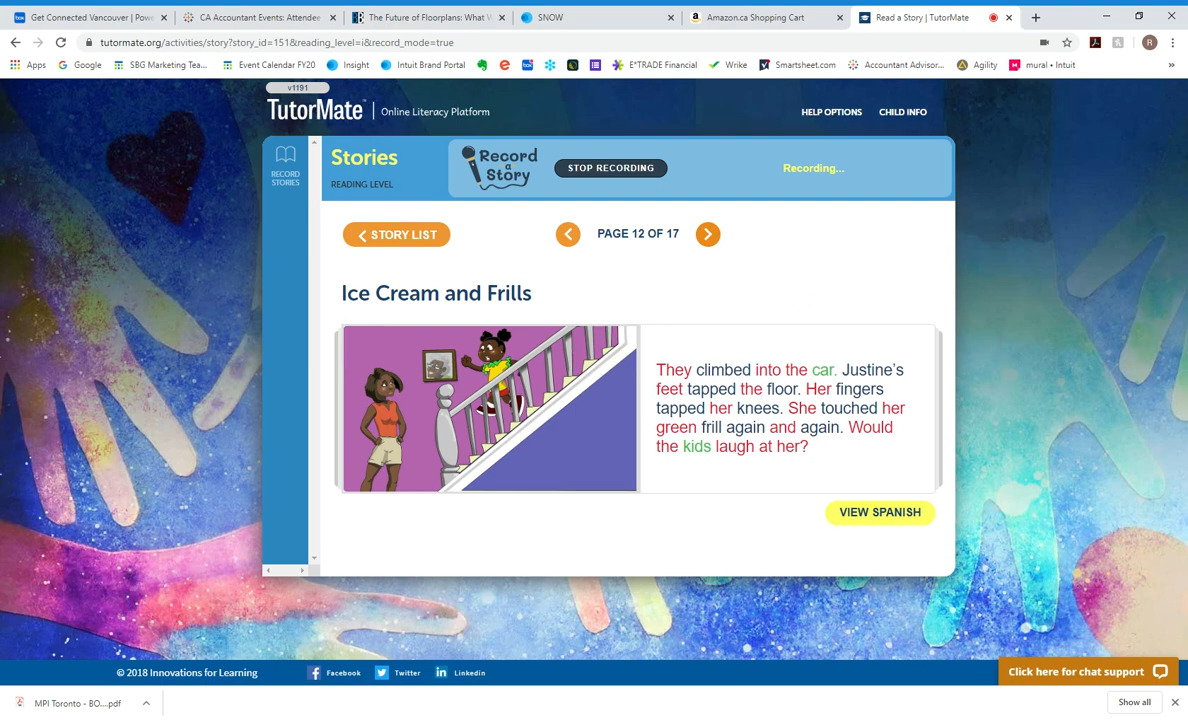 Get Connected Vancouver | Pow
CA Accountant Events: Attendee
The Future of Floorplans: What W
SNOW
Amazon.ca Shopping Cart
Read a Story | TutorMate
tutormate.org/activities/story?story_id=151&reading_level=i&record_mode=true
R
Apps
Google
SBG Marketing Tea...
Event Calendar FY20
Insight
Intuit Brand Portal
E*TRADE Financial
Wrike
Smartsheet.com
Accountant Advisor...
Agility
mural • Intuit
»
v1191
TutorMate | Online Literacy Platform
HELP OPTIONS
CHILD INFO
RECORD
STORIES
Stories
READING LEVEL
Record
a
Story
STOP RECORDING
Recording...
STORY LIST
PAGE 12 OF 17
Ice Cream and Frills
They climbed into the car. Justine’s
feet tapped the floor. Her fingers
tapped her knees. She touched her
green frill again and again. Would
the kids laugh at her?
VIEW SPANISH
© 2018 Innovations for Learning
Facebook
Twitter
Linkedin
Click here for chat support
MPI Toronto - BO....pdf
Show all